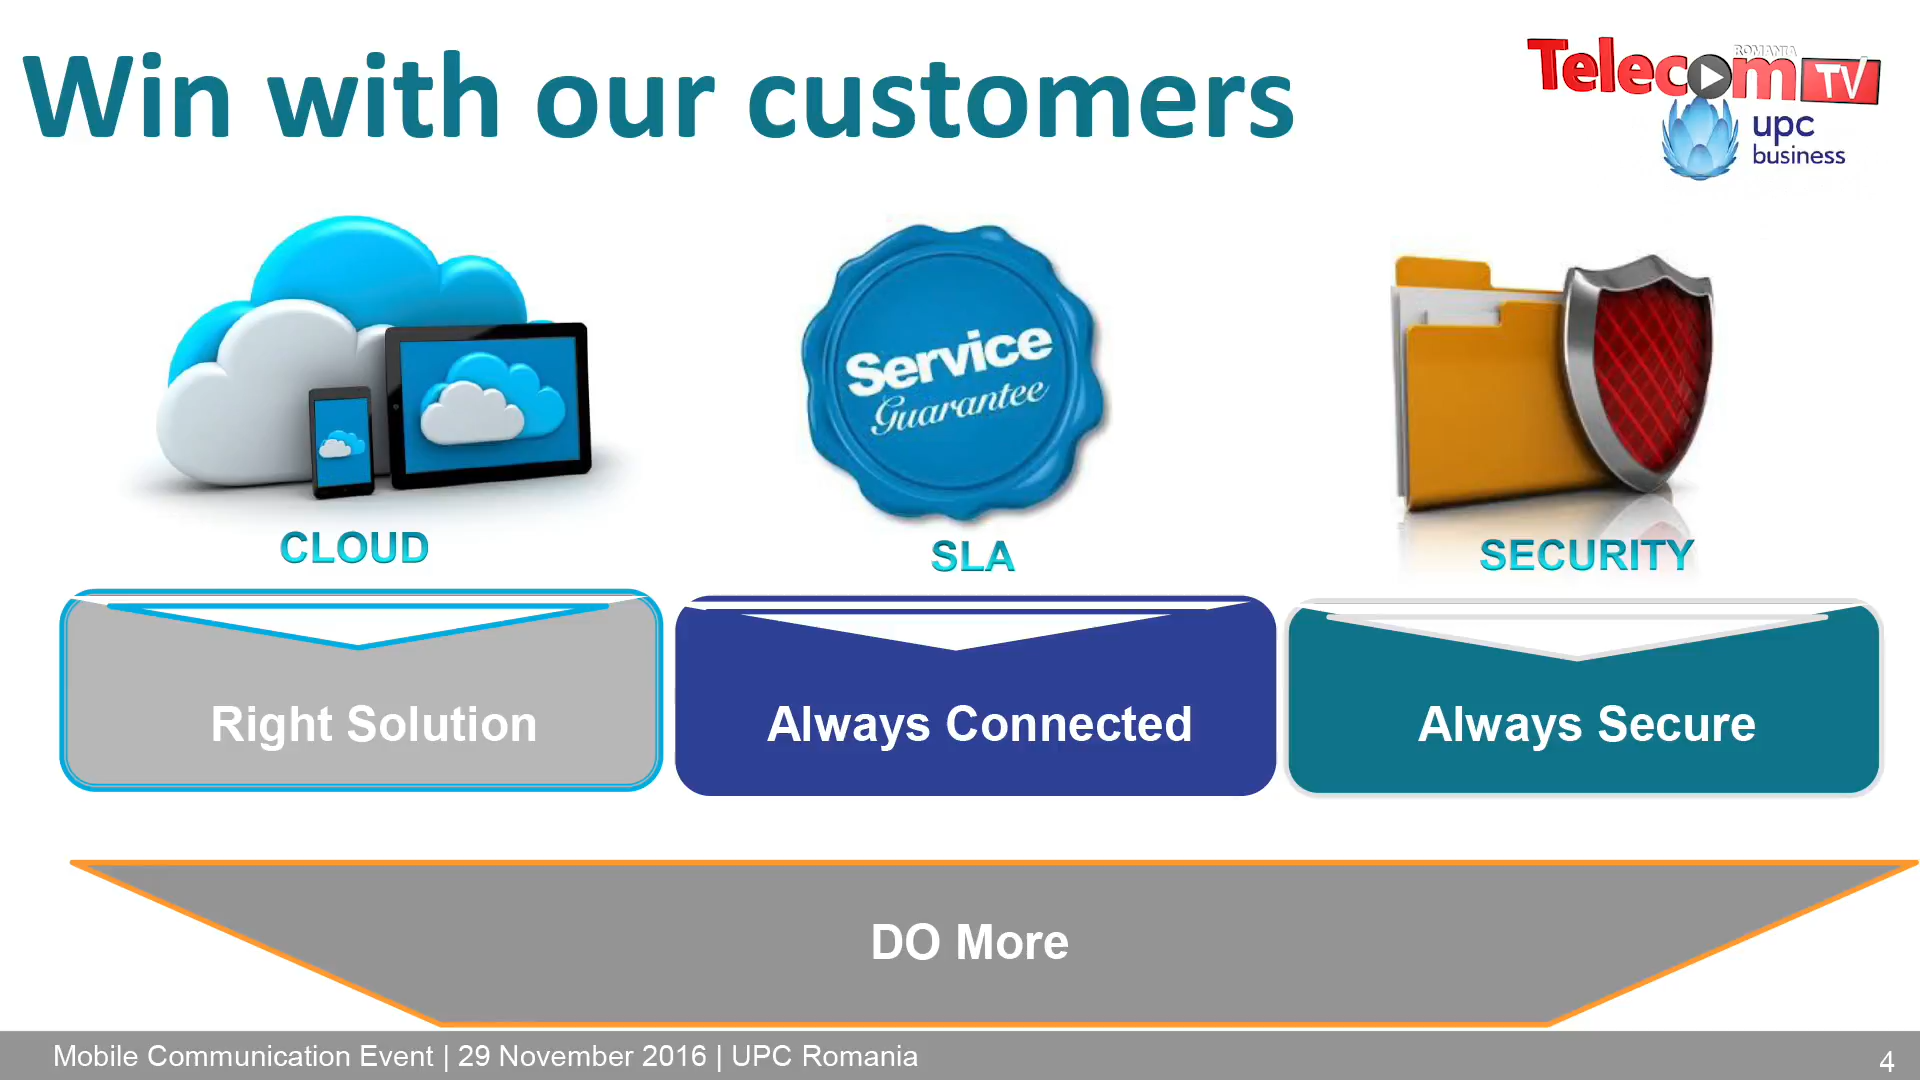 Win with our customers
ROMANIA
Telecom TV
upc
business
Service
Guarantee
CLOUD
SLA
SECURITY
Right Solution
Always Connected
Always Secure
DO More
Mobile Communication Event | 29 November 2016 | UPC Romania
4